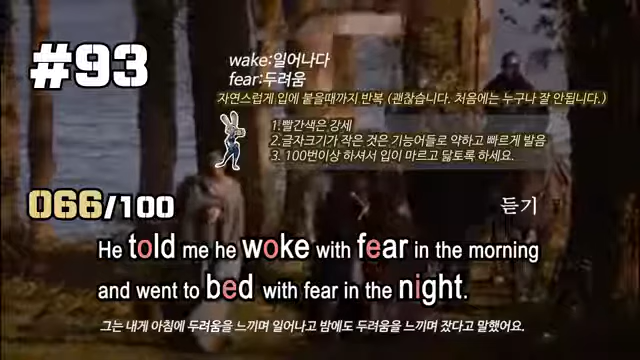 #93
wake:일어나다
fear:두려움
자연스럽게 입에 붙을때까지 반복 (괜찮습니다. 처음에는 누구나 잘 안됩니다.)
1.빨간색은 강세
2.글자크기가 작은 것은 기능어들로 약하고 빠르게 발음
3. 100번이상 하셔서 입이 마르고 닳토록 하세요.
066/100
듣기
He told me he woke with fear in the morning
and went to bed with fear in the night.
그는 내게 아침에 두려움을 느끼며 일어나고 밤에도 두려움을 느끼며 잤다고 말했어요.